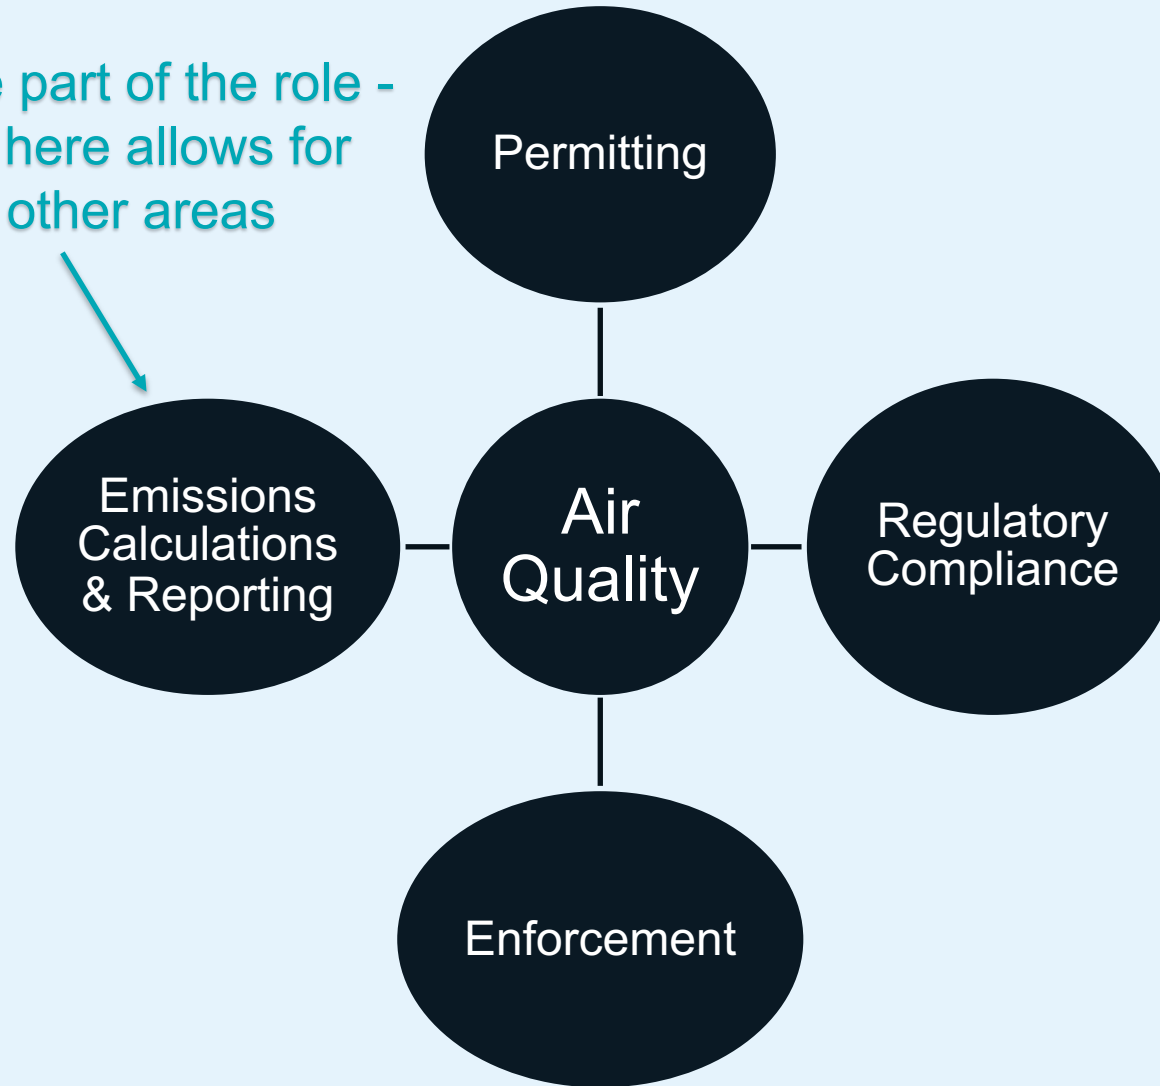 part of the role -
here allows for
other areas
Permitting
Emissions
Calculations
& Reporting
Air
Quality
Regulatory
Compliance
Enforcement